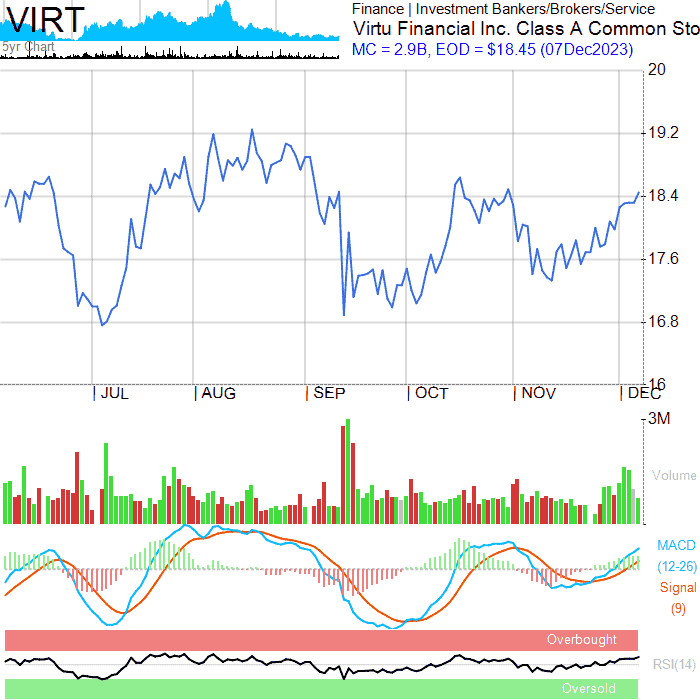 VIRT
5yr Chart
Finance | Investment Bankers/Brokers/Service
Virtu Financial Inc. Class A Common Sto
MC = 2.9B, EOD = $18.45 (07Dec2023)
20
19.2
18.4
17.6
16.8
16
JUL
AUG
SEP
OCT
NOV
DEC
3M
Volume
MACD
(12-26)
Signal
(9)
Overbought
RSI(14)
Oversold